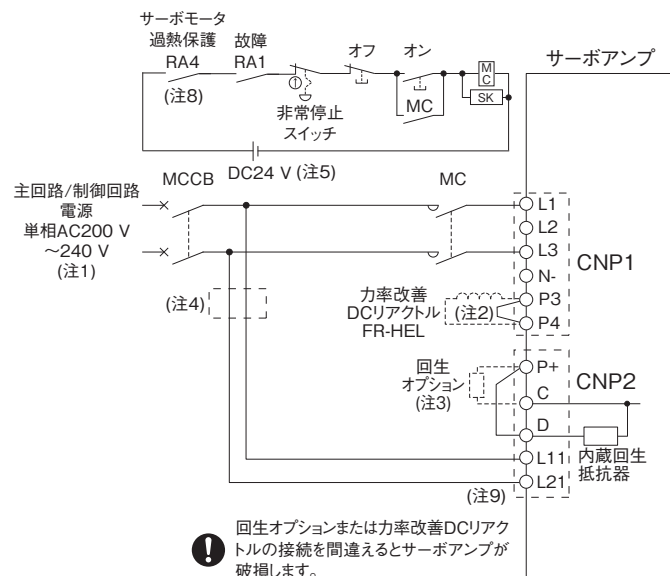 サーボモータ
過熱保護
RA4
(注8)
故障
RA1
非常停止
スイッチ
オフ
オン
MC
M
C
SK
サーボアンプ
DC24 V (注5)
主回路/制御回路
電源
単相AC200 V
～240 V
(注1)
MCCB
MC
L1
L2
L3
N-
P3
P4
CNP1
(注4)
力率改善
DCリアクトル
FR-HEL
(注2)
回生
オプション
(注3)
P+
C
D
L11
L21
CNP2
内蔵回生
抵抗器
(注9)
回生オプションまたは力率改善DCリアク
トルの接続を間違えるとサーボアンプが
破損します。